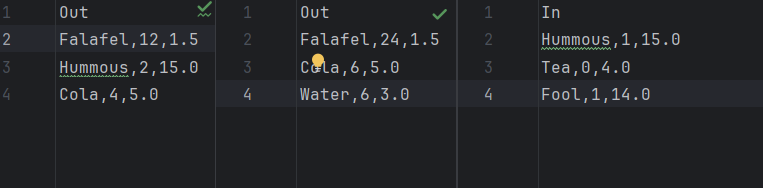 1 Out
2 Falafel,12,1.5
3 Hummous,2,15.0
4 Cola,4,5.0
1 Out
2 Falafel,24,1.5
3 Cola,6,5.0
4 Water,6,3.0
1 In
2 Hummous,1,15.0
3 Tea,0,4.0
4 Fool,1,14.0